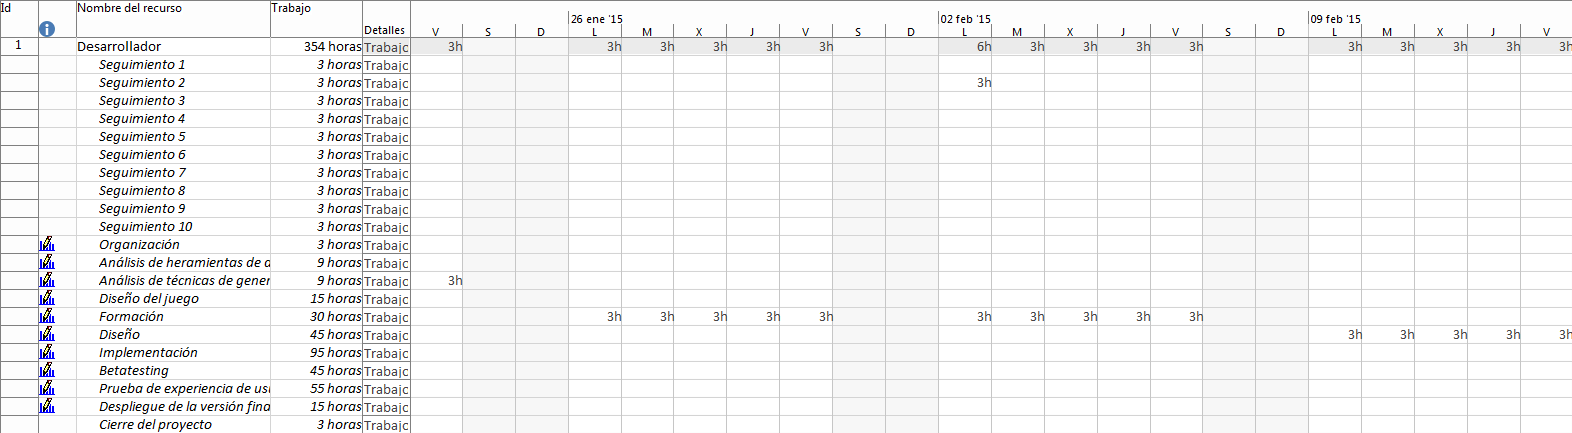 Id Nombre del recurso Trabajo Detalles 26 ene '15 02 feb '15 09 feb '15
V S D L M X J V S D L M X J V S D L M X J V
1 Desarrollador 354 horas Trabajc 3h 3h 3h 3h 3h 3h 6h 3h 3h 3h 3h 3h 3h 3h 3h 3h
Seguimiento 1 3 horas Trabajc
Seguimiento 2 3 horas Trabajc 3h
Seguimiento 3 3 horas Trabajc
Seguimiento 4 3 horas Trabajc
Seguimiento 5 3 horas Trabajc
Seguimiento 6 3 horas Trabajc
Seguimiento 7 3 horas Trabajc
Seguimiento 8 3 horas Trabajc
Seguimiento 9 3 horas Trabajc
Seguimiento 10 3 horas Trabajc
Organización 3 horas Trabajc
Análisis de heramientas de d 9 horas Trabajc
Análisis de técnicas de gener 9 horas Trabajc 3h
Diseño del juego 15 horas Trabajc
Formación 30 horas Trabajc 3h 3h 3h 3h 3h 3h 3h 3h 3h 3h
Diseño 45 horas Trabajc 3h 3h 3h 3h 3h
Implementación 95 horas Trabajc
Betatesting 45 horas Trabajc
Prueba de experiencia de usu 55 horas Trabajc
Despliegue de la versión fina 15 horas Trabajc
Cierre del proyecto 3 horas Trabajc